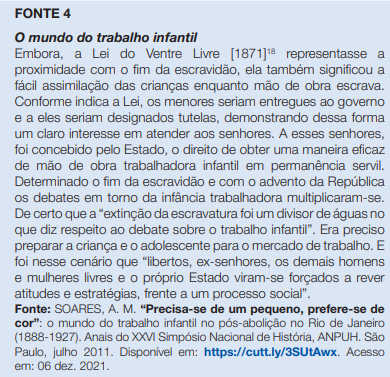 FONTE 4
O mundo do trabalho infantil
Embora, a Lei do Ventre Livre [1871]¹⁸ representasse a
proximidade com o fim da escravidão, ela também significou a
fácil assimilação das crianças enquanto mão de obra escrava.
Conforme indica a Lei, os menores seriam entregues ao governo
e a eles seriam designados tutelas, demonstrando dessa forma
um claro interesse em atender aos senhores. A esses senhores,
foi concebido pelo Estado, o direito de obter uma maneira eficaz
de mão de obra trabalhadora infantil em permanência servil.
Determinado o fim da escravidão e com o advento da República
os debates em torno da infância trabalhadora multiplicaram-se.
De certo que a “extinção da escravatura foi um divisor de águas no
que diz respeito ao debate sobre o trabalho infantil”. Era preciso
preparar a criança e o adolescente para o mercado de trabalho. E
foi nesse cenário que “libertos, ex-senhores, os demais homens
e mulheres livres e o próprio Estado viram-se forçados a rever
atitudes e estratégias, frente a um processo social”.
Fonte: SOARES, A. M. “Precisa-se de um pequeno, prefere-se de
cor”: o mundo do trabalho infantil no pós-abolição no Rio de Janeiro
(1888-1927). Anais do XXVI Simpósio Nacional de História, ANPUH. São
Paulo, julho 2011. Disponível em: https://cutt.ly/3SUtAwx. Acesso
em: 06 dez. 2021.